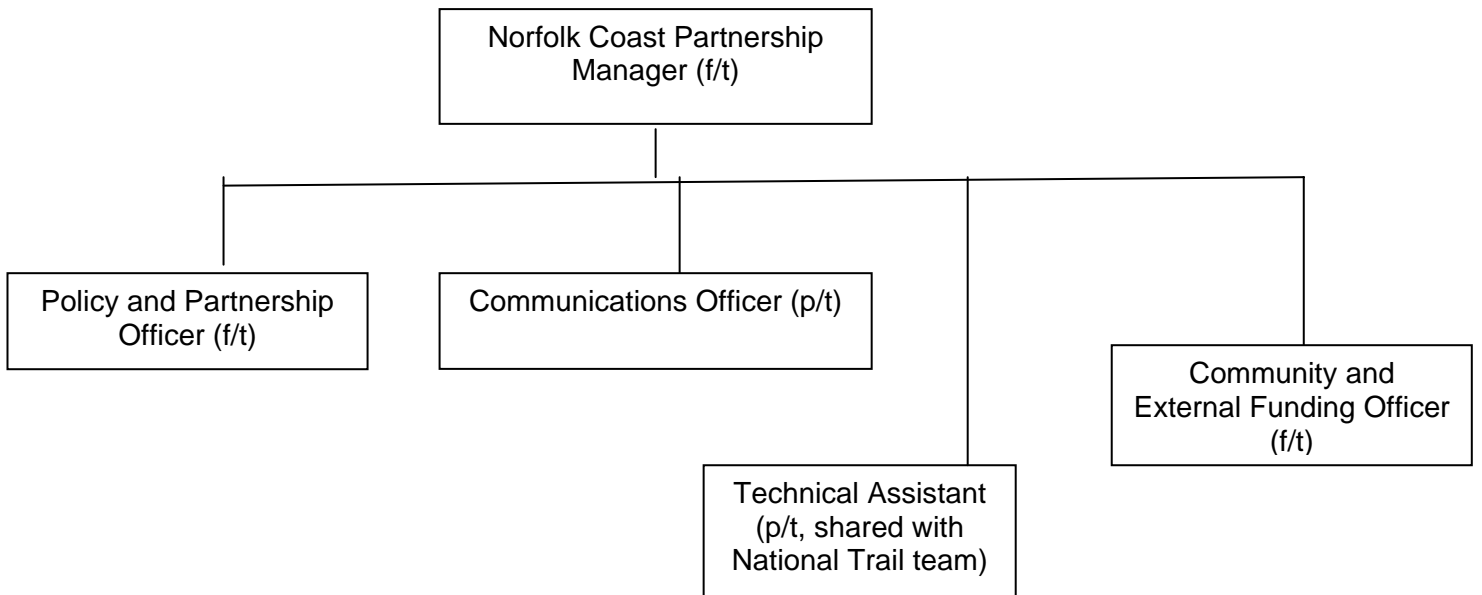 Norfolk Coast Partnership
Manager (f/t)
Policy and Partnership
Officer (f/t)
Communications Officer (p/t)
Community and
External Funding Officer
(f/t)
Technical Assistant
(p/t, shared with
National Trail team)